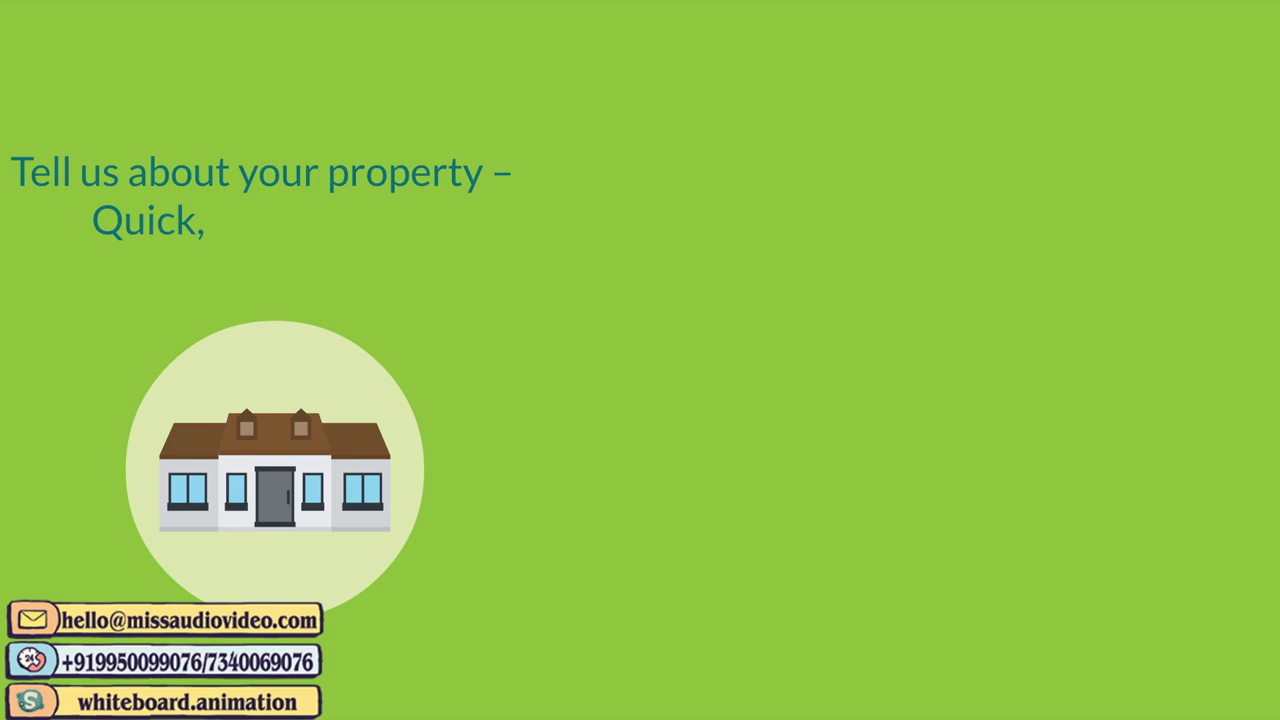 Tell us about your property –
Quick,
hello@missaudiovideo.com
+919950099076/7340069076
whiteboard.animation